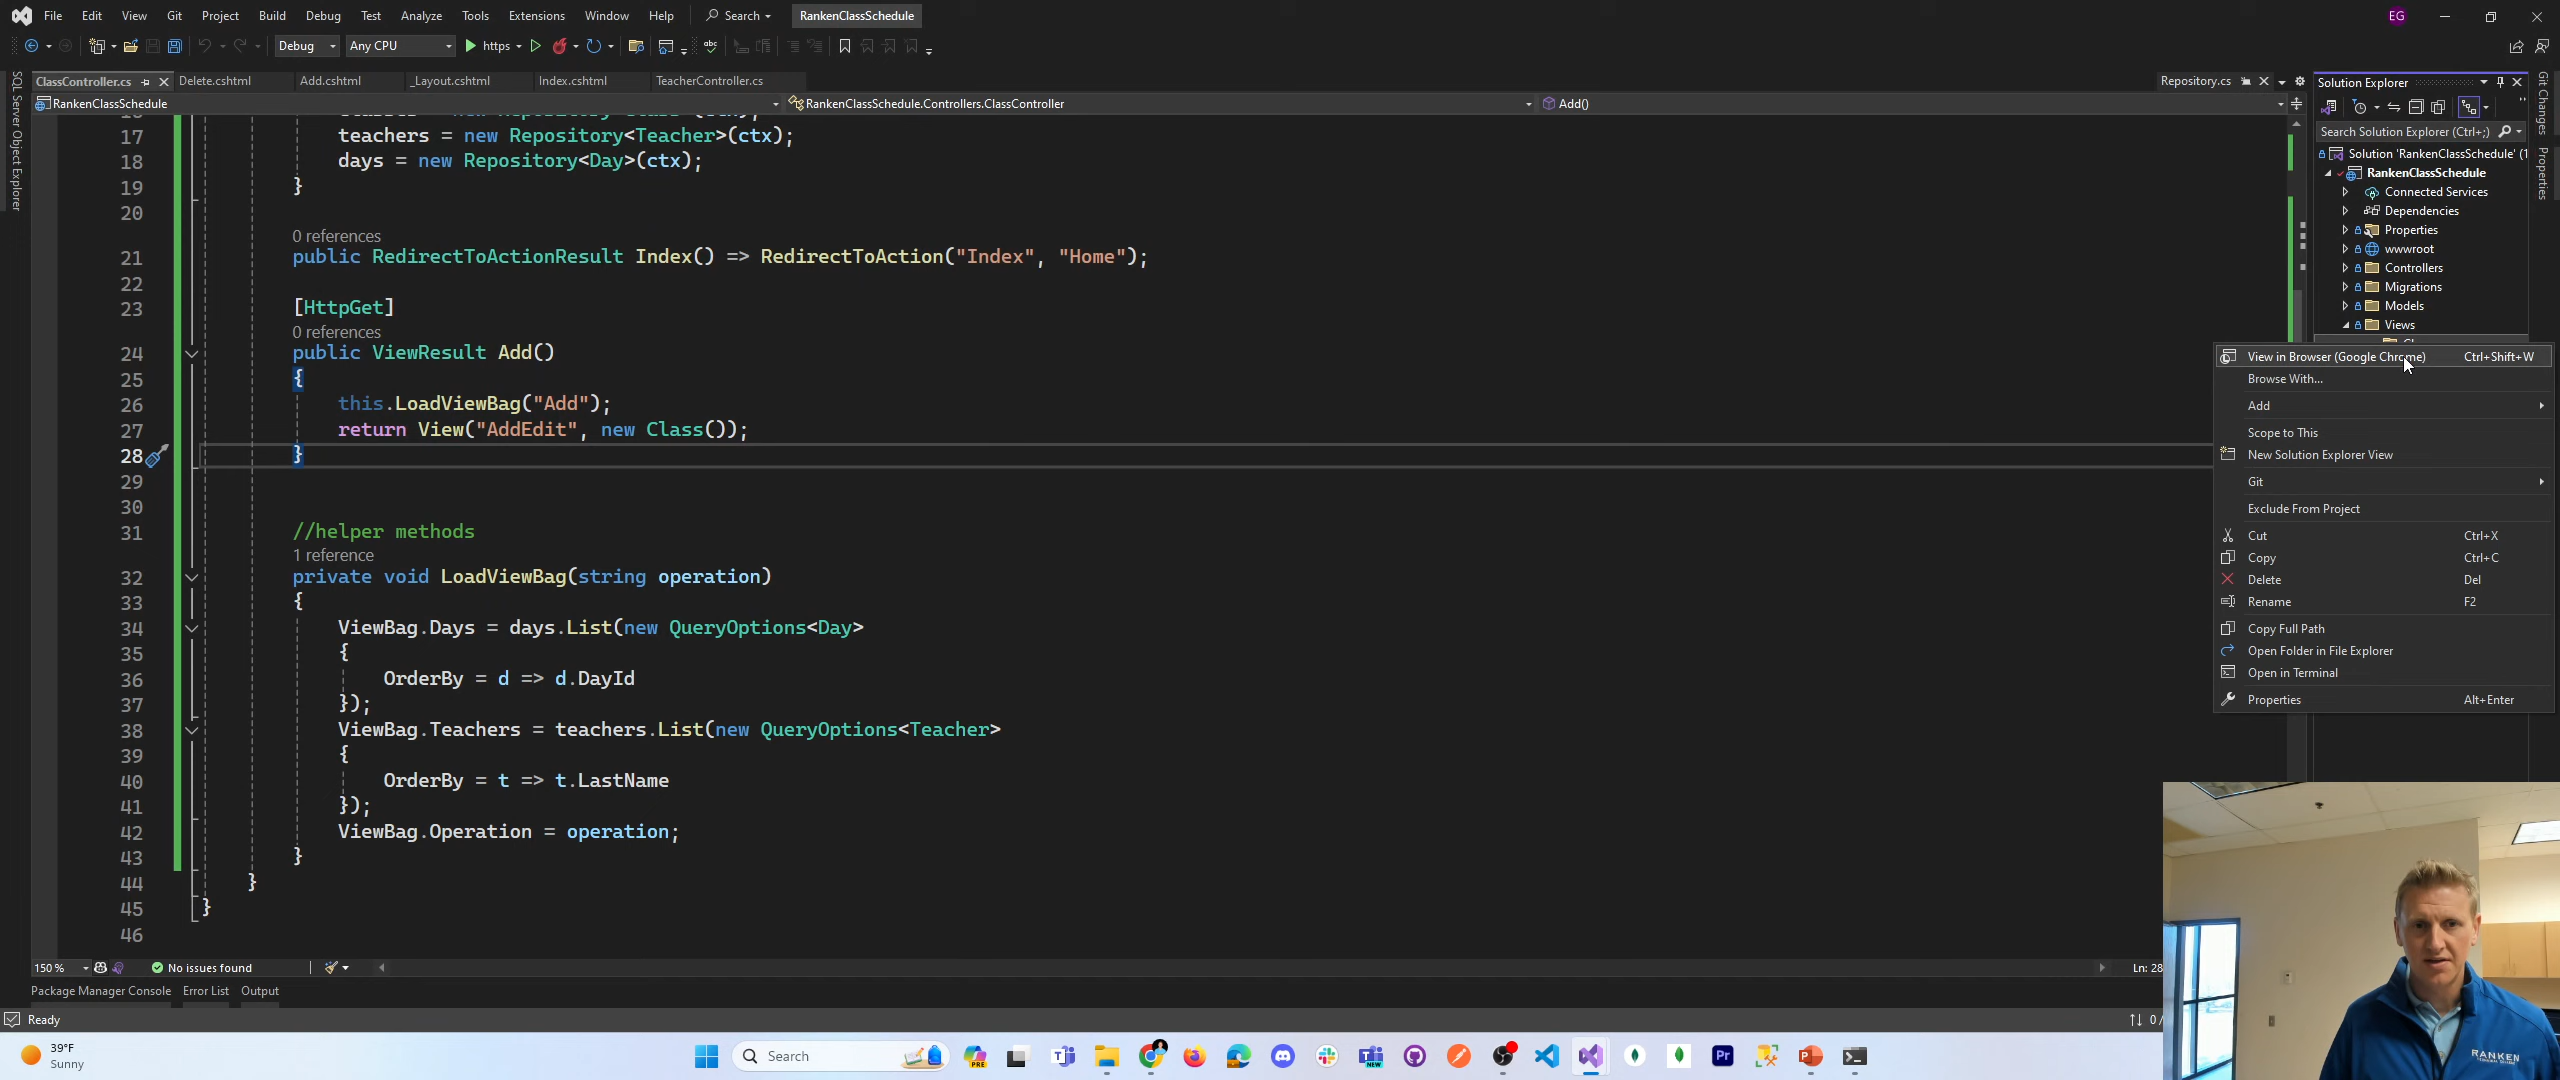 File Edit View Git Project Build Debug Test Analyze Tools Extensions Window Help Search RankenClassSchedule EG
Debug Any CPU https
ClassController.cs Delete.cshtml Add.cshtml _Layout.cshtml Index.cshtml TeacherController.cs Repository.cs
RankenClassSchedule RankenClassSchedule.Controllers.ClassController Add()
17 teachers = new Repository<Teacher>(ctx);
18 days = new Repository<Day>(ctx);
19 }
20
0 references
21 public RedirectToActionResult Index() => RedirectToAction("Index", "Home");
22
23 [HttpGet]
0 references
24 public ViewResult Add()
25 {
26 this.LoadViewBag("Add");
27 return View("AddEdit", new Class());
28 }
29
30
31 //helper methods
1 reference
32 private void LoadViewBag(string operation)
33 {
34 ViewBag.Days = days.List(new QueryOptions<Day>
35 {
36 OrderBy = d => d.DayId
37 });
38 ViewBag.Teachers = teachers.List(new QueryOptions<Teacher>
39 {
40 OrderBy = t => t.LastName
41 });
42 ViewBag.Operation = operation;
43 }
44 }
45 }
46
150 % No issues found Ln: 28
Package Manager Console Error List Output
Ready
SQL Server Object Explorer
Solution Explorer
Search Solution Explorer (Ctrl+;)
Solution 'RankenClassSchedule' (1
RankenClassSchedule
Connected Services
Dependencies
Properties
wwwroot
Controllers
Migrations
Models
Views
View in Browser (Google Chrome) Ctrl+Shift+W
Browse With...
Add
Scope to This
New Solution Explorer View
Git
Exclude From Project
Cut Ctrl+X
Copy Ctrl+C
Delete Del
Rename F2
Copy Full Path
Open Folder in File Explorer
Open in Terminal
Properties Alt+Enter
Git Changes
Properties
RANKEN
39°F
Sunny
Search
PRE
NEW
Pr